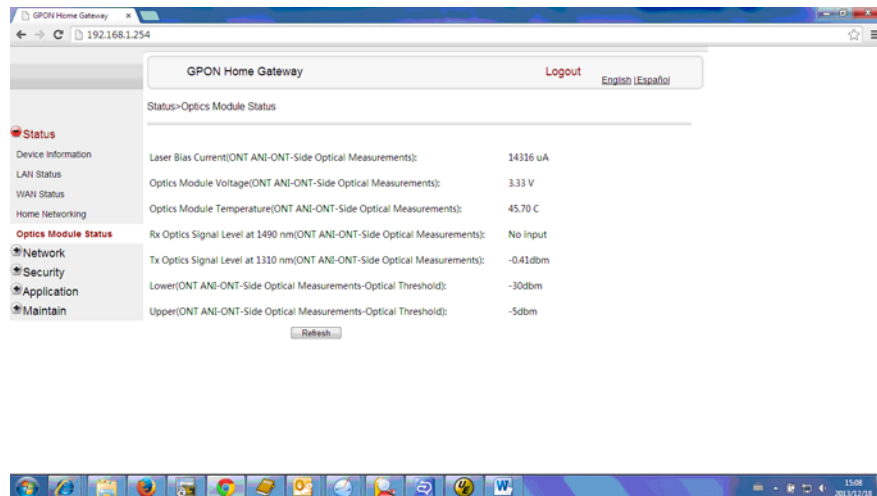 GPON Home Gateway
192.168.1.254
GPON Home Gateway Logout English |Español
Status>Optics Module Status
Status
Device Information
LAN Status
WAN Status
Home Networking
Optics Module Status
Network
Security
Application
Maintain
Laser Bias Current(ONT ANI-ONT-Side Optical Measurements): 14316 uA
Optics Module Voltage(ONT ANI-ONT-Side Optical Measurements): 3.33 V
Optics Module Temperature(ONT ANI-ONT-Side Optical Measurements): 45.70 C
Rx Optics Signal Level at 1490 nm(ONT ANI-ONT-Side Optical Measurements): No input
Tx Optics Signal Level at 1310 nm(ONT ANI-ONT-Side Optical Measurements): -0.41dbm
Lower(ONT ANI-ONT-Side Optical Measurements-Optical Threshold): -30dbm
Upper(ONT ANI-ONT-Side Optical Measurements-Optical Threshold): -5dbm
Refresh
15:08
2013/12/18